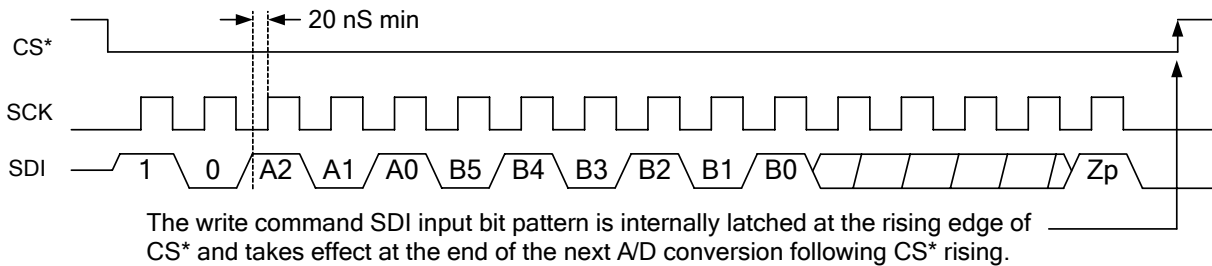 20 nS min
CS*
SCK
SDI 1 0 A2 A1 A0 B5 B4 B3 B2 B1 B0 Zp
The write command SDI input bit pattern is internally latched at the rising edge of
CS* and takes effect at the end of the next A/D conversion following CS* rising.